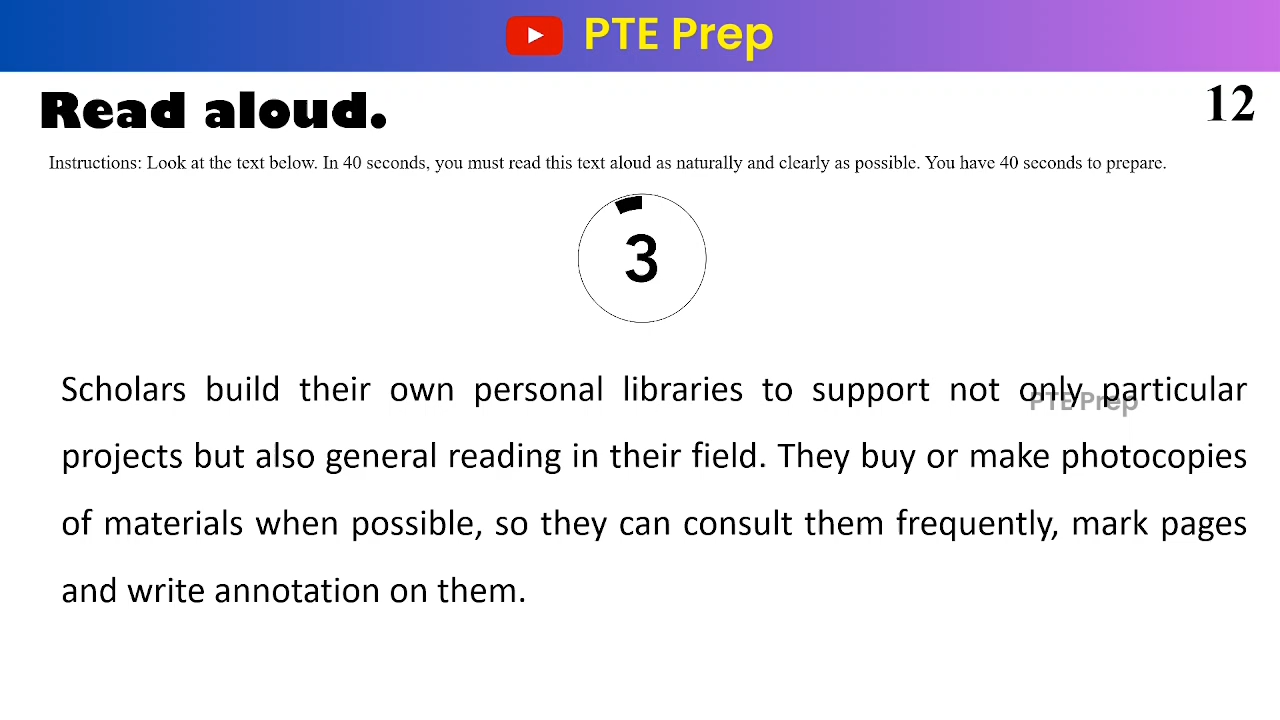 PTE Prep
Read aloud.
12
Instructions: Look at the text below. In 40 seconds, you must read this text aloud as naturally and clearly as possible. You have 40 seconds to prepare.
3
Scholars build their own personal libraries to support not only particular
PTE Prep
projects but also general reading in their field. They buy or make photocopies
of materials when possible, so they can consult them frequently, mark pages
and write annotation on them.